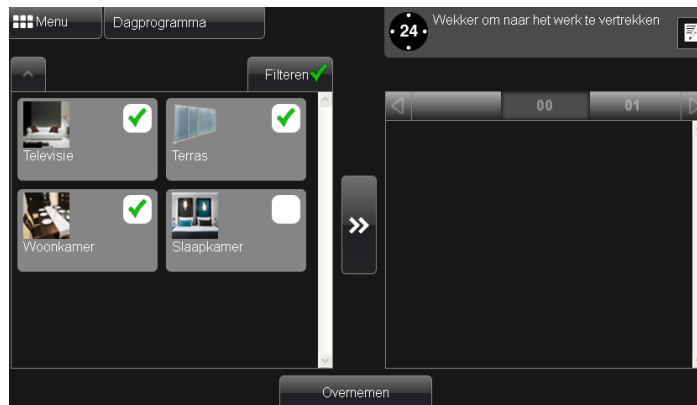 Menu
Dagprogramma
24
Wekker om naar het werk te vertrekken
Filteren
00
01
Televisie
Terras
Woonkamer
Slaapkamer
Overnemen